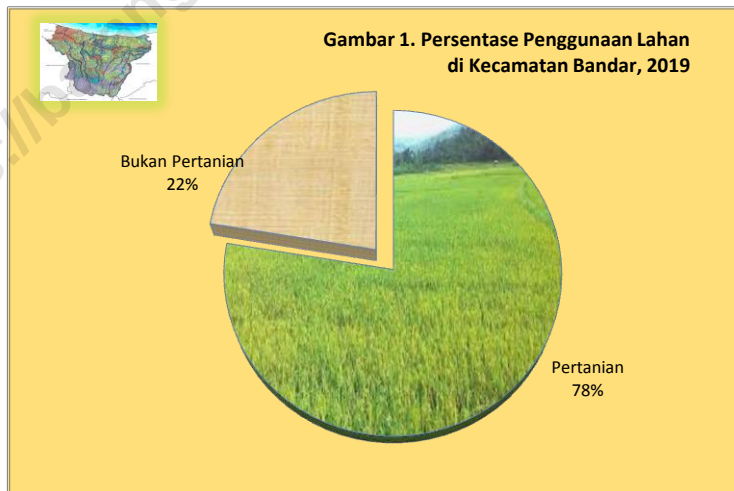 Gambar 1. Persentase Penggunaan Lahan
di Kecamatan Bandar, 2019
Bukan Pertanian
22%
Pertanian
78%